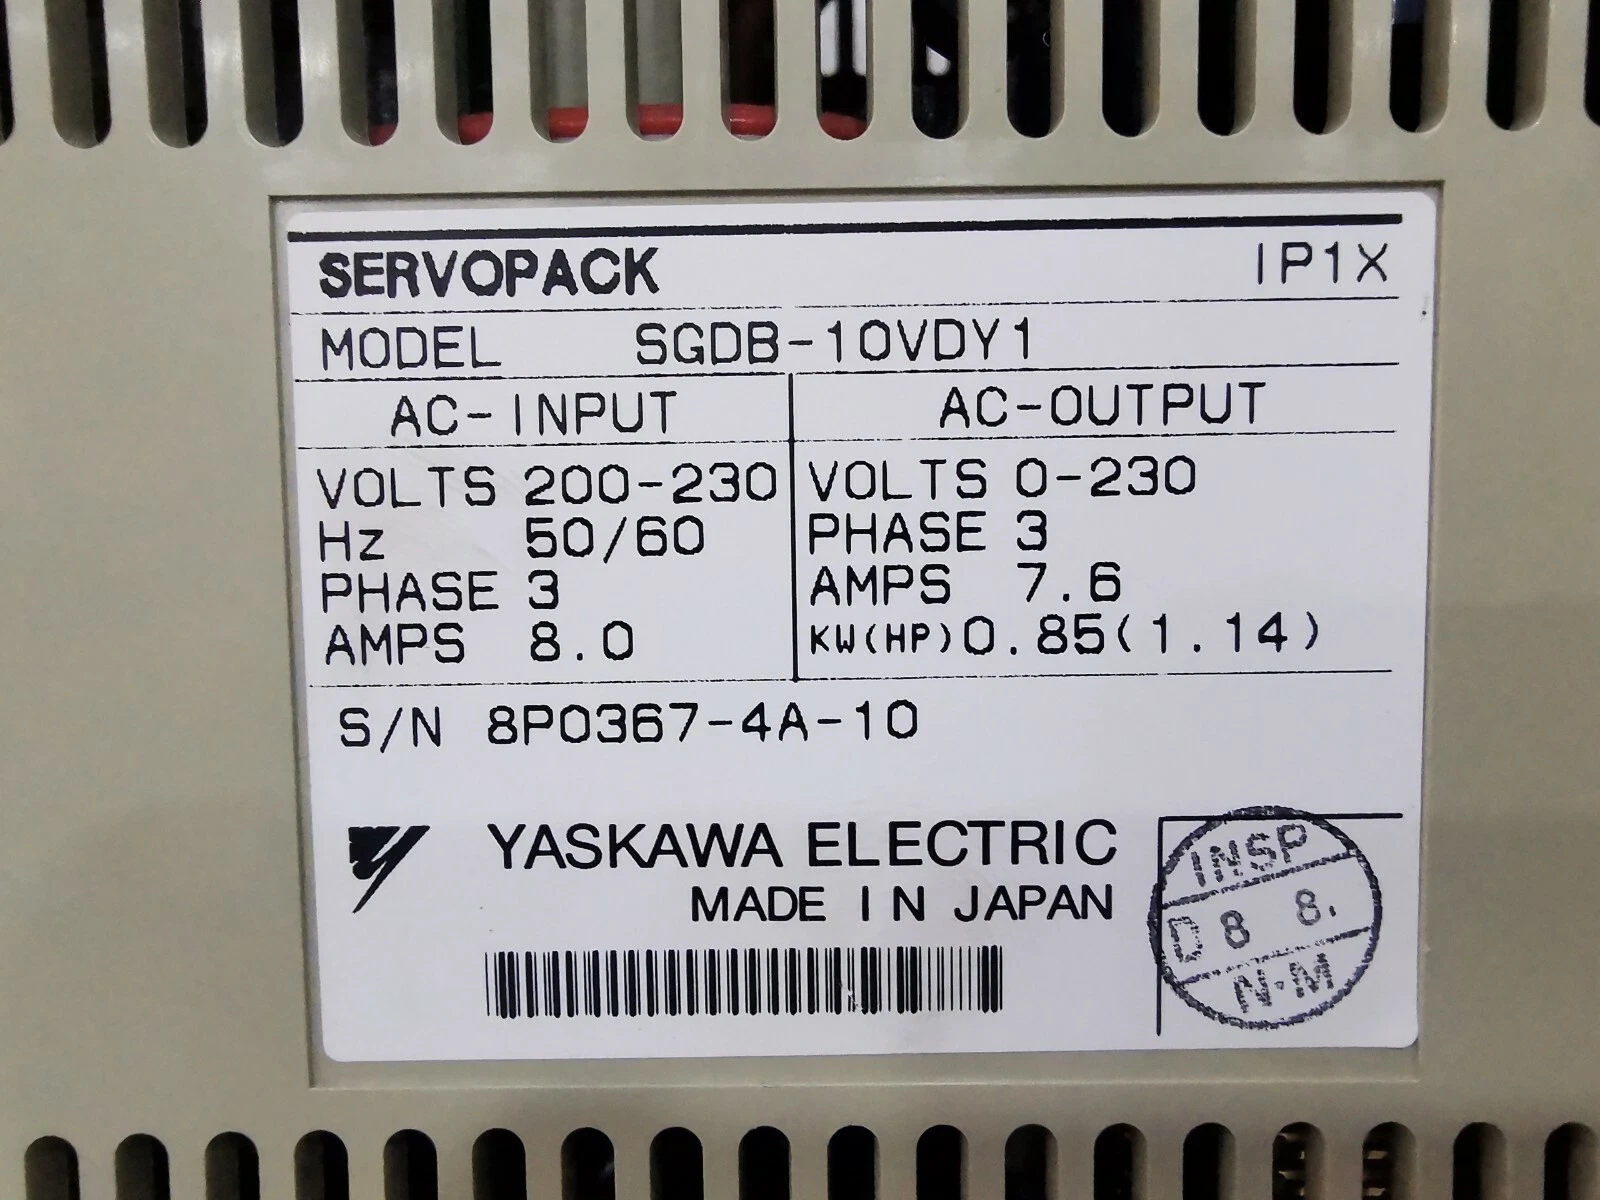 SERVOPACK IP1X
MODEL SGDB-10VDY1
AC-INPUT AC-OUTPUT
VOLTS 200-230 VOLTS 0-230
Hz 50/60 PHASE 3
PHASE 3 AMPS 7.6
AMPS 8.0 KW(HP)0.85(1.14)
S/N 8P0367-4A-10
YASKAWA ELECTRIC
MADE IN JAPAN
INSP
D 8 8.
N.M